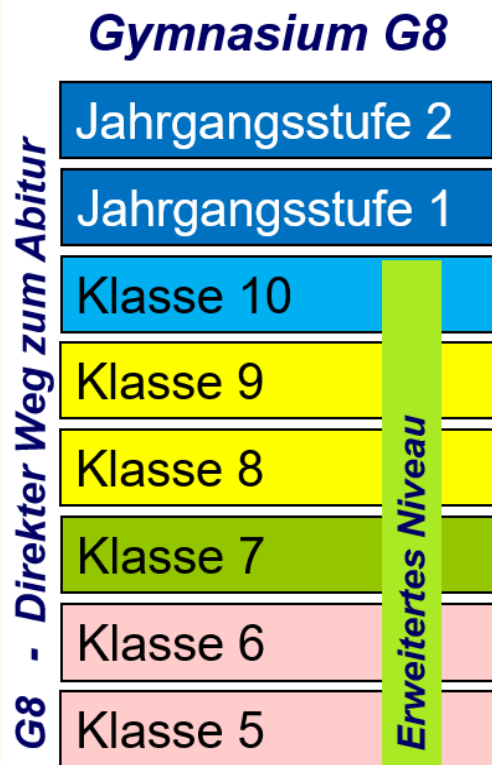 Gymnasium G8
Jahrgangsstufe 2
Jahrgangsstufe 1
Klasse 10
Klasse 9
Klasse 8
Klasse 7
Klasse 6
Klasse 5
G8 - Direkter Weg zum Abitur
Erweitertes Niveau